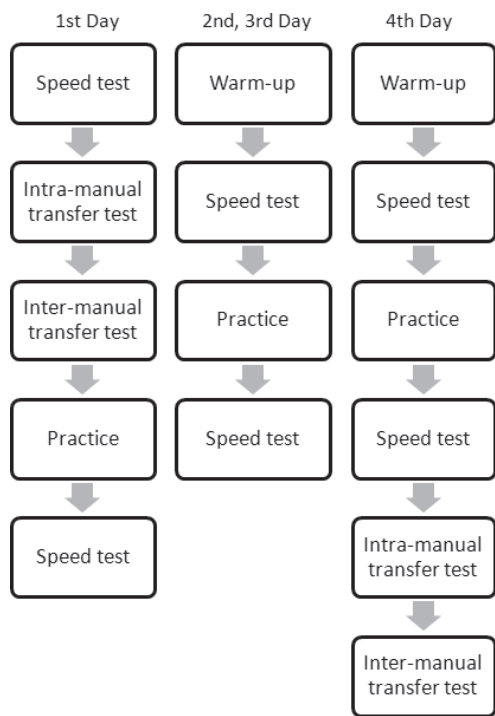 1st Day
Speed test
Intra-manual
transfer test
Inter-manual
transfer test
Practice
Speed test
2nd, 3rd Day
Warm-up
Speed test
Practice
Speed test
4th Day
Warm-up
Speed test
Practice
Speed test
Intra-manual
transfer test
Inter-manual
transfer test